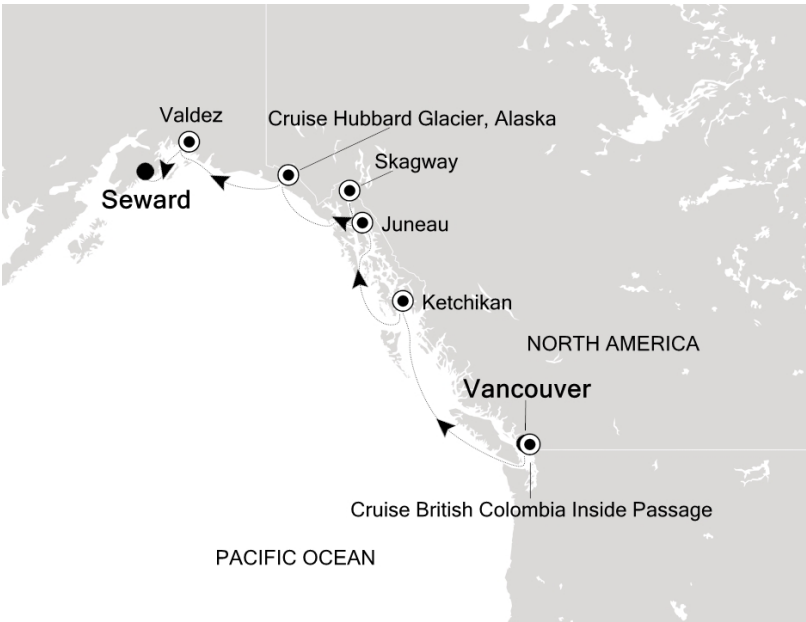 Valdez
Cruise Hubbard Glacier, Alaska
Skagway
Seward
Juneau
Ketchikan
NORTH AMERICA
Vancouver
Cruise British Colombia Inside Passage
PACIFIC OCEAN